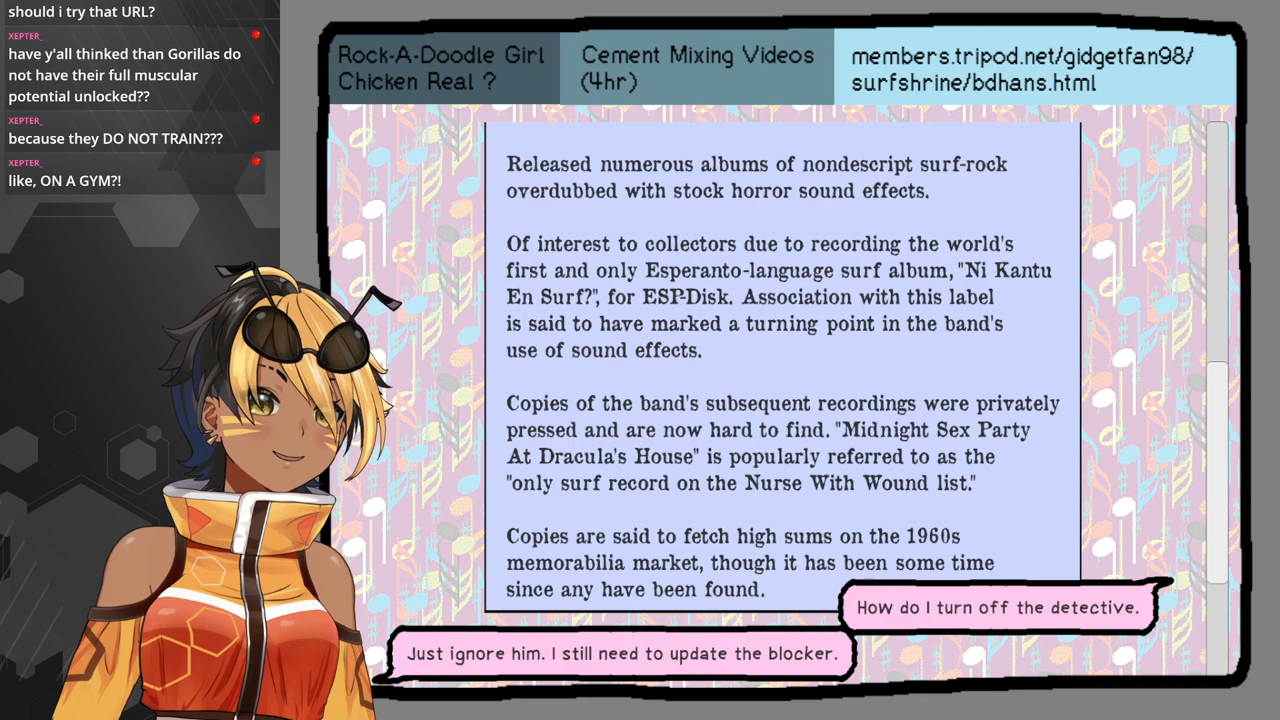 should i try that URL?
XEPTER_
have y'all thinked than Gorillas do
not have their full muscular
potential unlocked??
XEPTER_
because they DO NOT TRAIN???
XEPTER_
like, ON A GYM?!
Rock-A-Doodle Girl
Chicken Real ?
Cement Mixing Videos
(4hr)
members.tripod.net/gidgetfan98/
surfshrine/bdhans.html
Released numerous albums of nondescript surf-rock
overdubbed with stock horror sound effects.
Of interest to collectors due to recording the world's
first and only Esperanto-language surf album, "Ni Kantu
En Surf?", for ESP-Disk. Association with this label
is said to have marked a turning point in the band's
use of sound effects.
Copies of the band's subsequent recordings were privately
pressed and are now hard to find. "Midnight Sex Party
At Dracula's House" is popularly referred to as the
"only surf record on the Nurse With Wound list."
Copies are said to fetch high sums on the 1960s
memorabilia market, though it has been some time
since any have been found.
How do I turn off the detective.
Just ignore him. I still need to update the blocker.